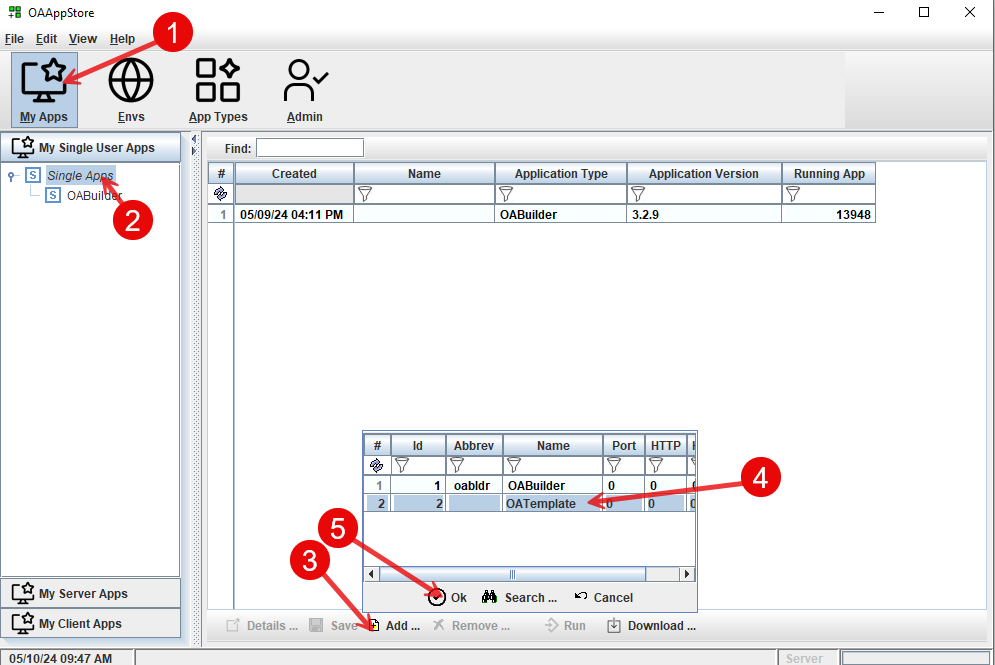 OAAppStore
File Edit View Help
1
My Apps Envs App Types Admin
My Single User Apps
Find:
Single Apps
OABuilder
2
# Created Name Application Type Application Version Running App
1 05/09/24 04:11 PM OABuilder 3.2.9 13948
# Id Abbrev Name Port HTTP
1 1 oabldr OABuilder 0 0
2 2 OATemplate 0 0
4
5
3
Ok Search ... Cancel
My Server Apps
My Client Apps
Details ... Save Add ... Remove ... Run Download ...
05/10/24 09:47 AM
Server